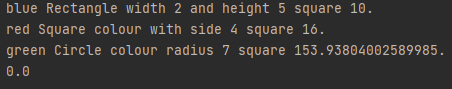 blue Rectangle width 2 and height 5 square 10.
red Square colour with side 4 square 16.
green Circle colour radius 7 square 153.93804002589985.
0.0